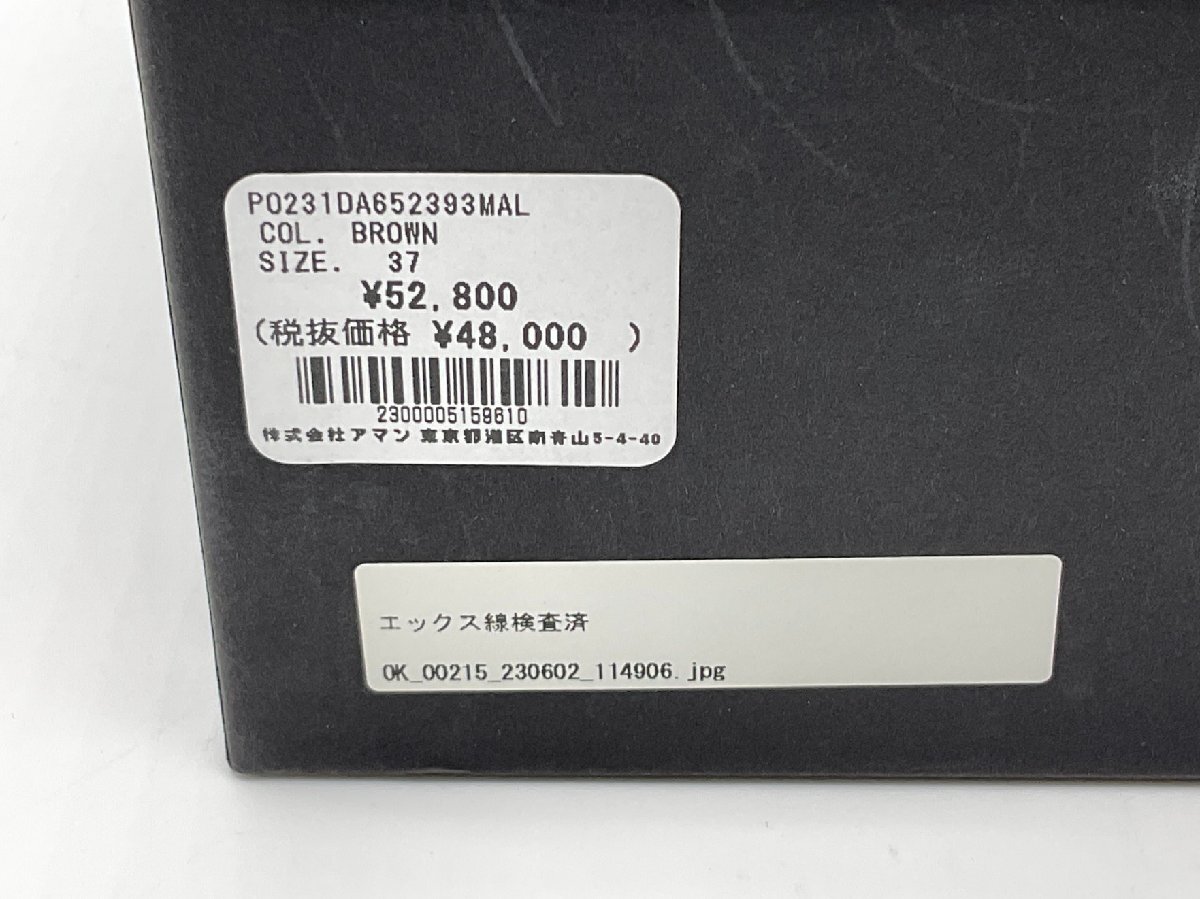 PO231DA652393MAL
COL. BROWN
SIZE. 37
¥52,800
(税抜価格 ¥48,000 )
2300005159610
株式会社アマン 東京都港区南青山5-4-40
エックス線検査済
OK_00215_230602_114906.jpg